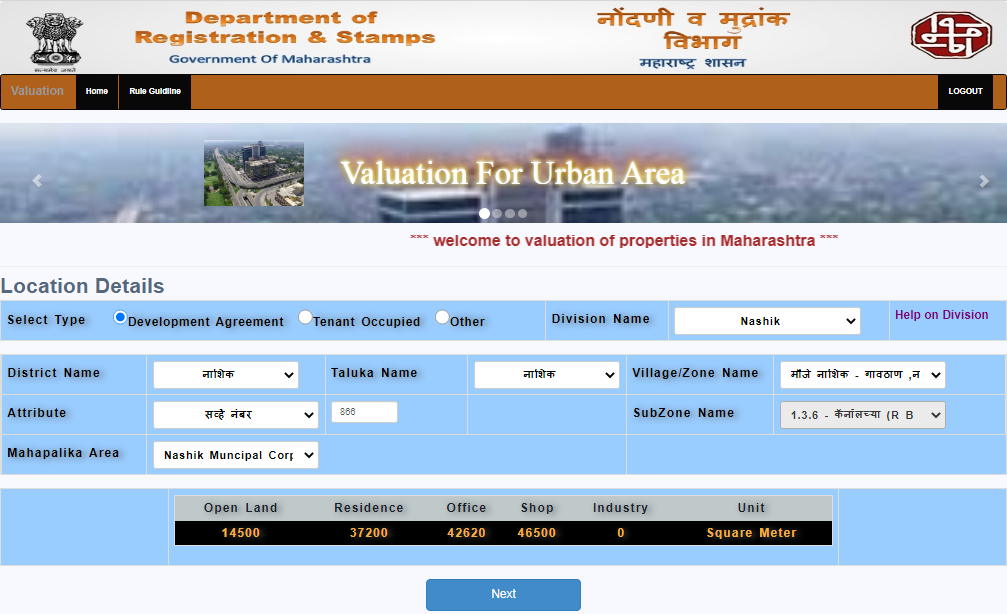 Department of
Registration & Stamps
Government Of Maharashtra
नोंदणी व मुद्रांक
विभाग
महाराष्ट्र शासन
सत्यमेव जयते
Valuation Home Rule Guidline LOGOUT
Valuation For Urban Area
*** welcome to valuation of properties in Maharashtra ***
Location Details
Select Type Development Agreement Tenant Occupied Other Division Name Nashik Help on Division
District Name नाशिक Taluka Name नाशिक Village/Zone Name मौजे नाशिक - गावठाण ,न
Attribute सव्हे नंबर 866 SubZone Name 1.3.6 - कॅनॉलच्या (R B
Mahapalika Area Nashik Muncipal Corp
Open Land Residence Office Shop Industry Unit
14500 37200 42620 46500 0 Square Meter
Next